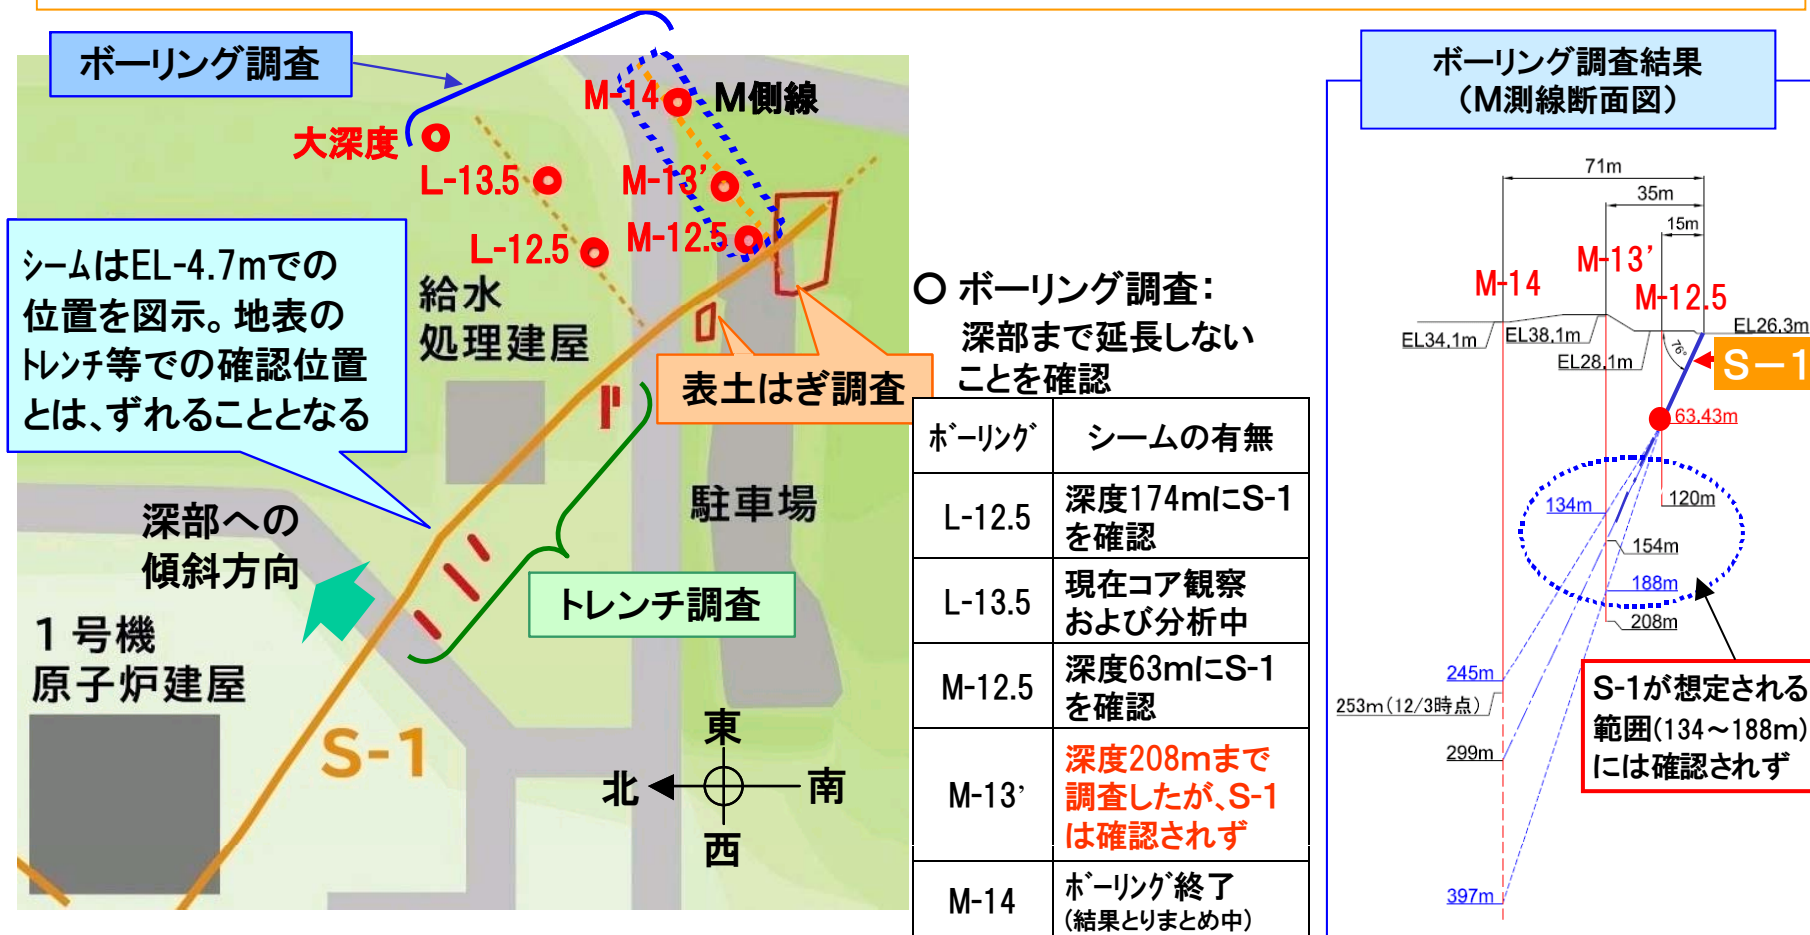 ボーリング調査
大深度
M-14
M側線
L-13.5
M-13’
L-12.5
M-12.5
シームはEL-4.7mでの
位置を図示。地表の
トレンチ等での確認位置
とは、ずれることとなる
給水
処理建屋
表土はぎ調査
駐車場
深部への
傾斜方向
トレンチ調査
1号機
原子炉建屋
S-1
東
北
南
西
○ ボーリング調査:
深部まで延長しない
ことを確認
ボーリング シームの有無
L-12.5 深度174mにS-1
を確認
L-13.5 現在コア観察
および分析中
M-12.5 深度63mにS-1
を確認
M-13’ 深度208mまで
調査したが、S-1
は確認されず
M-14 ボーリング終了
(結果とりまとめ中)
ボーリング調査結果
(M測線断面図)
71m
35m
15m
M-14
M-13’
M-12.5
EL34.1m
EL38.1m
EL28.1m
EL26.3m
76°
S-1
63.43m
134m
120m
154m
188m
208m
245m
253m(12/3時点)
299m
397m
S-1が想定される
範囲(134~188m)
には確認されず